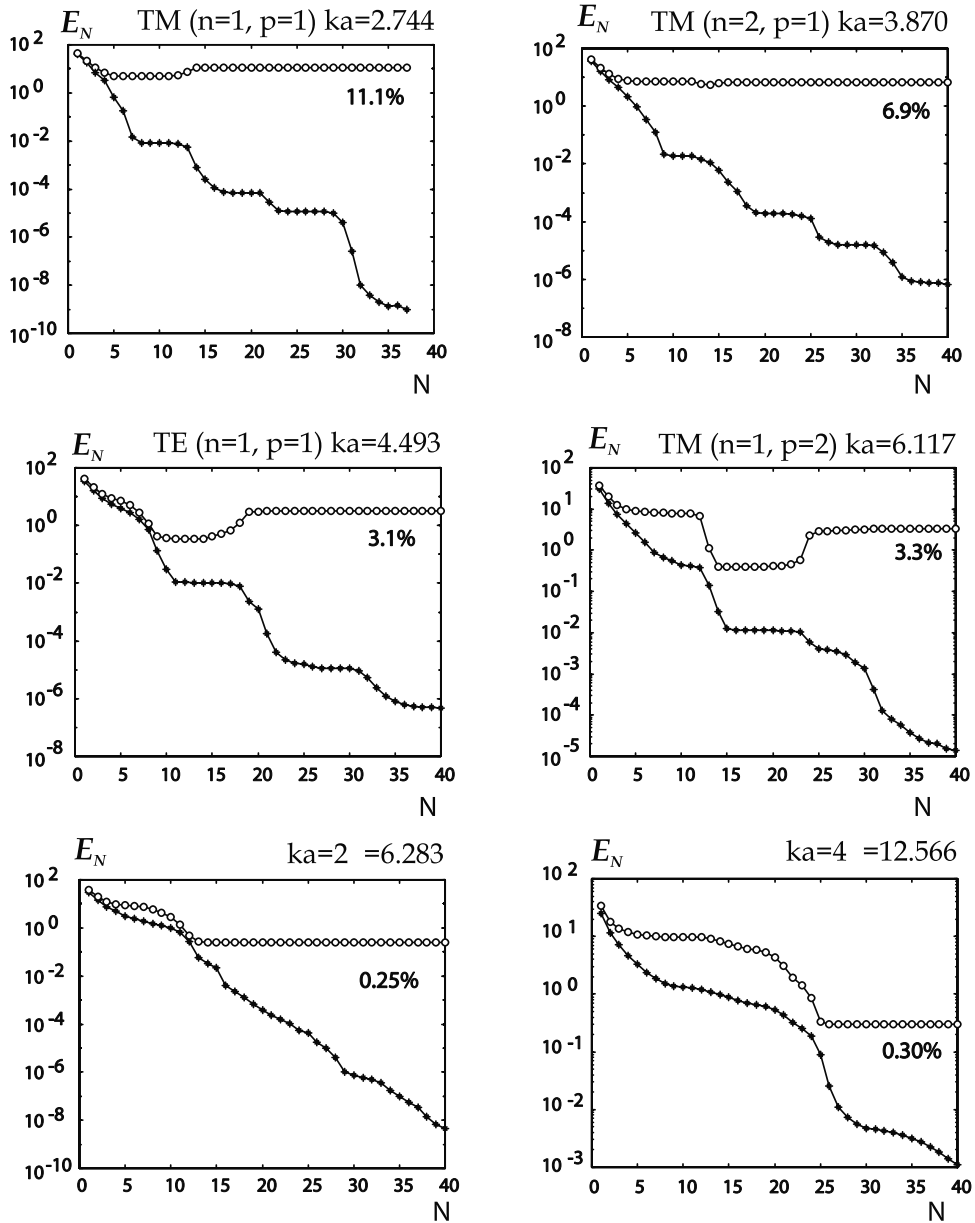 E_N TM (n=1, p=1) ka=2.744
10^2
10^0
10^-2
10^-4
10^-6
10^-8
10^-10
11.1%
0 5 10 15 20 25 30 35 40
N
E_N TM (n=2, p=1) ka=3.870
10^2
10^0
10^-2
10^-4
10^-6
10^-8
6.9%
0 5 10 15 20 25 30 35 40
N
E_N TE (n=1, p=1) ka=4.493
10^2
10^0
10^-2
10^-4
10^-6
10^-8
3.1%
0 5 10 15 20 25 30 35 40
N
E_N TM (n=1, p=2) ka=6.117
10^2
10^1
10^0
10^-1
10^-2
10^-3
10^-4
10^-5
3.3%
0 5 10 15 20 25 30 35 40
N
E_N ka=2 =6.283
10^2
10^0
10^-2
10^-4
10^-6
10^-8
10^-10
0.25%
0 5 10 15 20 25 30 35 40
N
E_N ka=4 =12.566
10^2
10^1
10^0
10^-1
10^-2
10^-3
0.30%
0 5 10 15 20 25 30 35 40
N